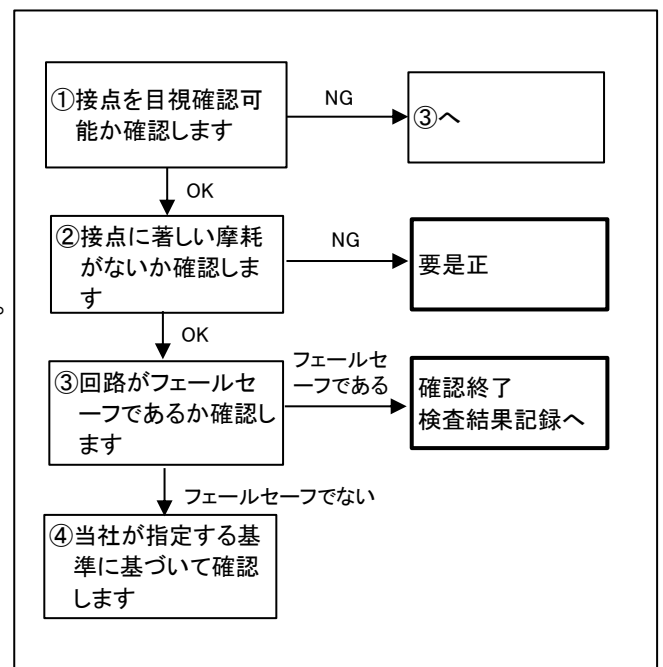 ①接点を目視確認可
能か確認します
NG
③へ
OK
②接点に著しい摩耗
がないか確認しま
す
NG
要是正
。
OK
③回路がフェールセ
ーフであるか確認し
ます
フェールセ
ーフである
確認終了
検査結果記録へ
フェールセーフでない
④当社が指定する基
準に基づいて確認
します